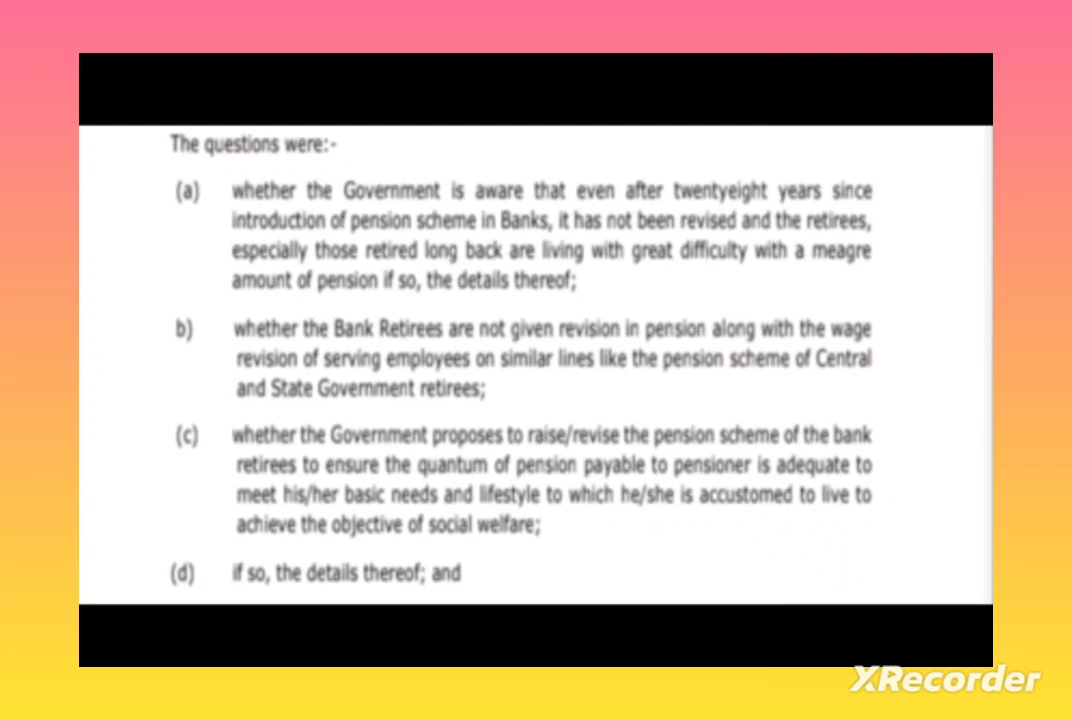 The questions were:-
(a) whether the Government is aware that even after twentyeight years since
introduction of pension scheme in Banks, it has not been revised and the retirees,
especially those retired long back are living with great difficulty with a meagre
amount of pension if so, the details thereof;
b) whether the Bank Retirees are not given revision in pension along with the wage
revision of serving employees on similar lines like the pension scheme of Central
and State Government retirees;
(c) whether the Government proposes to raise/revise the pension scheme of the bank
retirees to ensure the quantum of pension payable to pensioner is adequate to
meet his/her basic needs and lifestyle to which he/she is accustomed to live to
achieve the objective of social welfare;
(d) if so, the details thereof; and
XRecorder